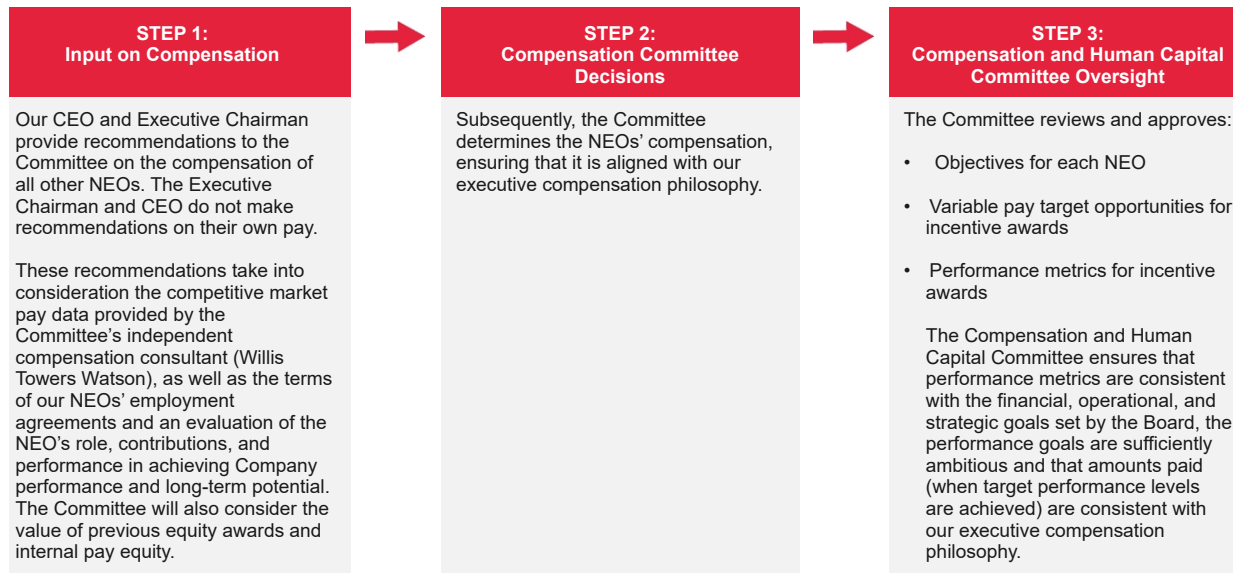 STEP 1:
Input on Compensation
Our CEO and Executive Chairman
provide recommendations to the
Committee on the compensation of
all other NEOs. The Executive
Chairman and CEO do not make
recommendations on their own pay.
These recommendations take into
consideration the competitive market
pay data provided by the
Committee’s independent
compensation consultant (Willis
Towers Watson), as well as the terms
of our NEOs’ employment
agreements and an evaluation of the
NEO’s role, contributions, and
performance in achieving Company
performance and long-term potential.
The Committee will also consider the
value of previous equity awards and
internal pay equity.
STEP 2:
Compensation Committee
Decisions
Subsequently, the Committee
determines the NEOs’ compensation,
ensuring that it is aligned with our
executive compensation philosophy.
STEP 3:
Compensation and Human Capital
Committee Oversight
The Committee reviews and approves:
• Objectives for each NEO
• Variable pay target opportunities for
incentive awards
• Performance metrics for incentive
awards
The Compensation and Human
Capital Committee ensures that
performance metrics are consistent
with the financial, operational, and
strategic goals set by the Board, the
performance goals are sufficiently
ambitious and that amounts paid
(when target performance levels
are achieved) are consistent with
our executive compensation
philosophy.